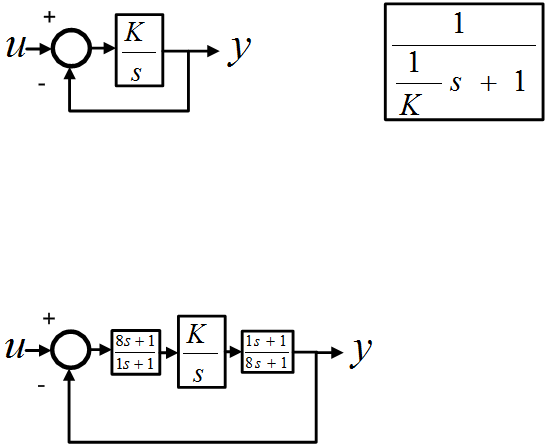 +
u K/s y
-
1
1/K s + 1
+
u 8s + 1/1s + 1 K/s 1s + 1/8s + 1 y
-